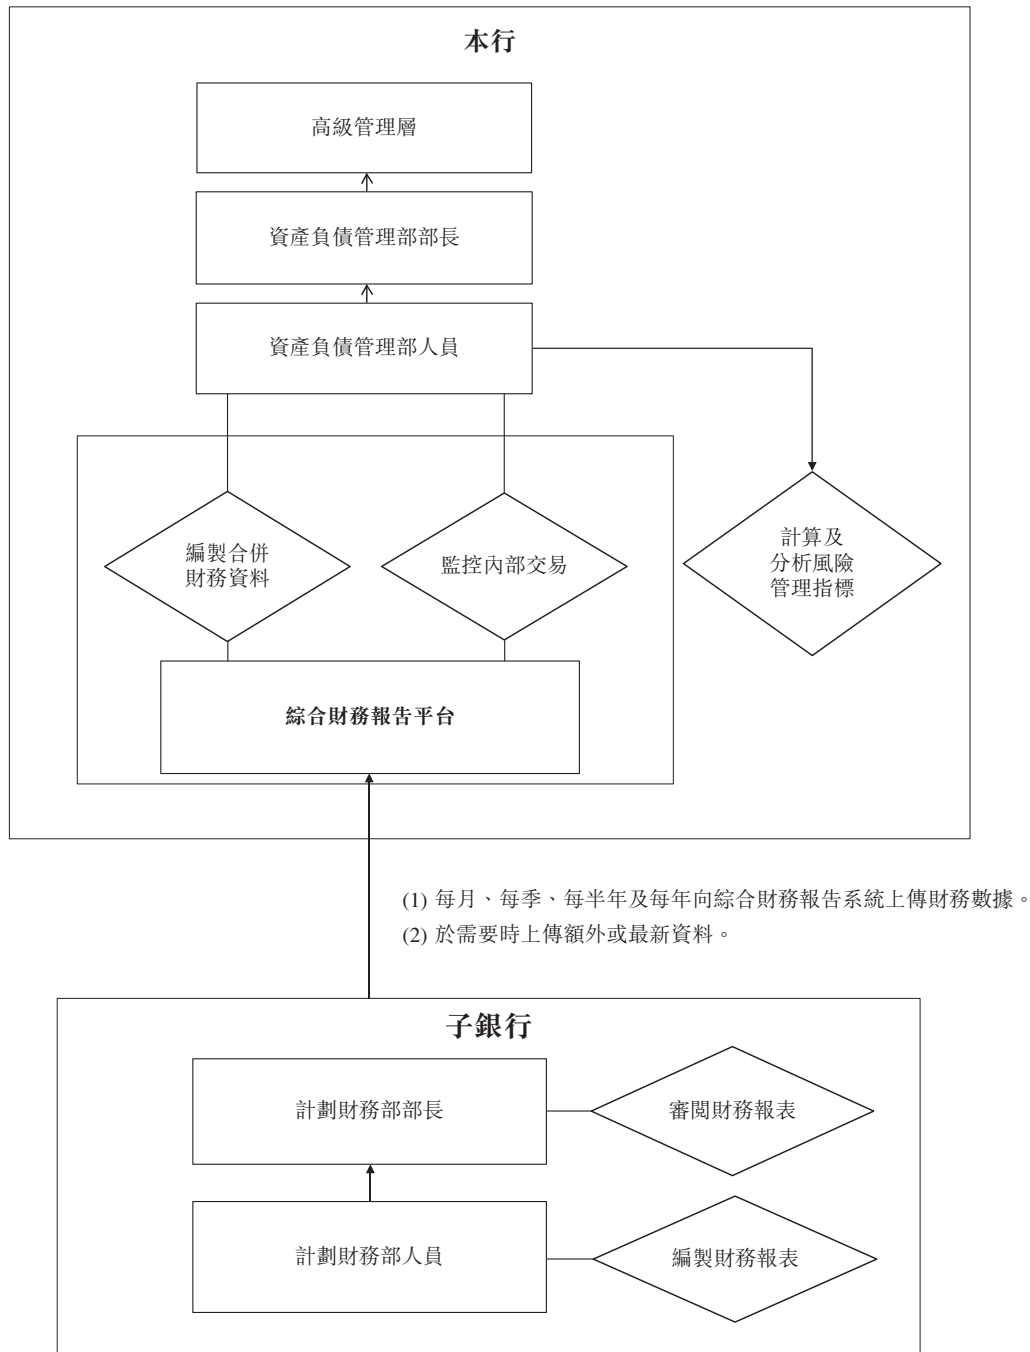 本行
高級管理層
資產負債管理部部長
資產負債管理部人員
編製合併
財務資料
監控內部交易
計算及
分析風險
管理指標
綜合財務報告平台
(1) 每月、每季、每半年及每年向綜合財務報告系統上傳財務數據。
(2) 於需要時上傳額外或最新資料。
子銀行
計劃財務部部長
審閱財務報表
計劃財務部人員
編製財務報表